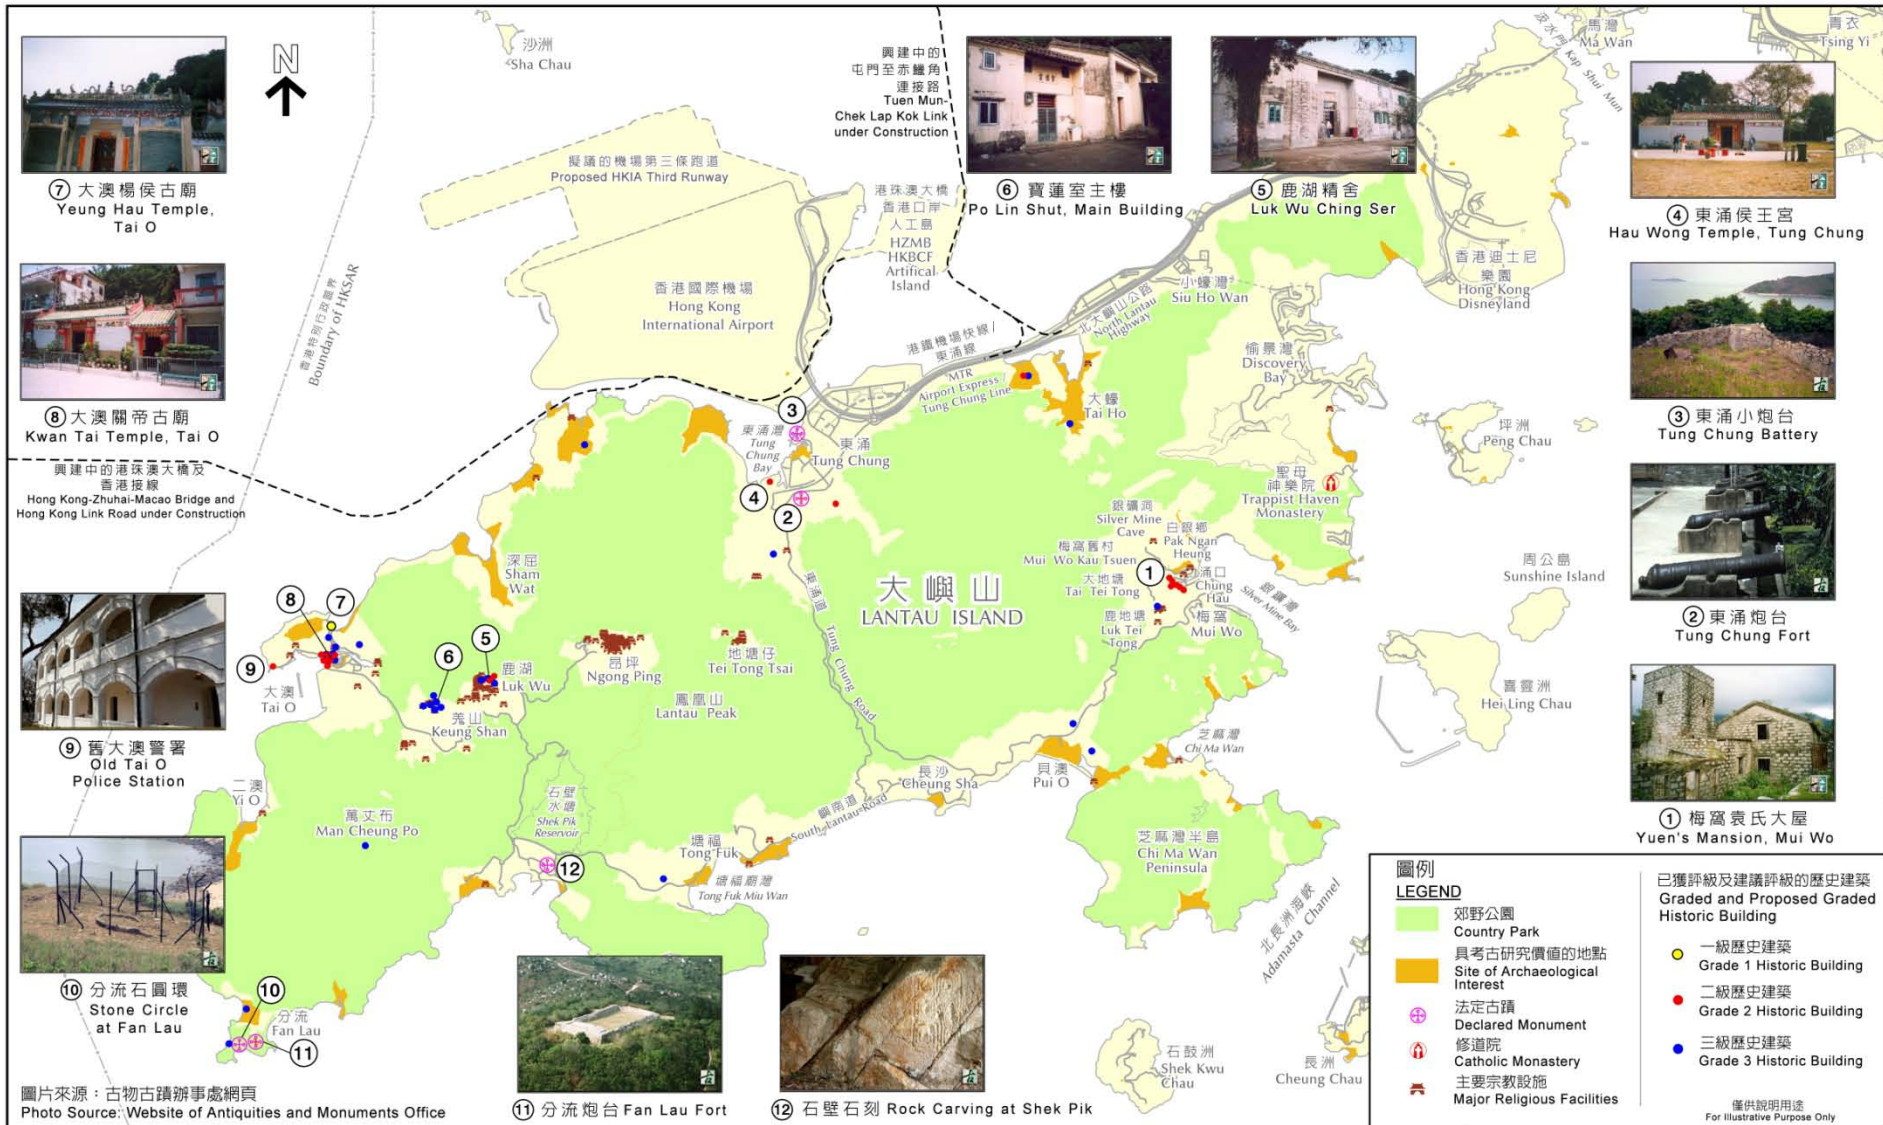 N
沙洲
Sha Chau
興建中的
屯門至赤鱲角
連接路
Tuen Mun-
Chek Lap Kok Link
under Construction
汲水門 Kap Shui Mun
馬灣
Ma Wan
青衣
Tsing Yi
⑦ 大澳楊侯古廟
Yeung Hau Temple,
Tai O
⑥ 寶蓮室主樓
Po Lin Shut, Main Building
⑤ 鹿湖精舍
Luk Wu Ching Ser
④ 東涌侯王宮
Hau Wong Temple, Tung Chung
擬議的機場第三條跑道
Proposed HKIA Third Runway
港珠澳大橋
香港口岸
人工島
HZMB
HKBCF
Artifical
Island
香港國際機場
Hong Kong
International Airport
香港特別行政區界
Boundary of HKSAR
香港迪士尼
樂園
Hong Kong
Disneyland
小蠔灣
Siu Ho Wan
北大嶼山公路
North Lantau
Highway
港鐵機場快線/
東涌線
MTR
Airport Express /
Tung Chung Line
愉景灣
Discovery
Bay
⑧ 大澳關帝古廟
Kwan Tai Temple, Tai O
③ 東涌小炮台
Tung Chung Battery
大蠔
Tai Ho
坪洲
Peng Chau
③
東涌灣
Tung
Chung
Bay
東涌
Tung Chung
④
②
興建中的港珠澳大橋及
香港接線
Hong Kong-Zhuhai-Macao Bridge and
Hong Kong Link Road under Construction
聖母
神樂院
Trappist Haven
Monastery
銀礦洞
Silver Mine
Cave
白銀鄉
Pak Ngan
Heung
梅窩舊村
Mui Wo Kau Tsuen
①
大地塘
Tai Tei Tong
涌口
Chung
Hau
銀礦灣
Silver Mine Bay
鹿地塘
Luk Tei
Tong
梅窩
Mui Wo
周公島
Sunshine Island
② 東涌炮台
Tung Chung Fort
深屈
Sham
Wat
大嶼山
LANTAU ISLAND
東涌道
Tung Chung Road
⑧
⑦
⑨
⑥
⑤
大澳
Tai O
鹿湖
Luk Wu
昂坪
Ngong Ping
地塘仔
Tei Tong Tsai
鳳凰山
Lantau Peak
羗山
Keung Shan
喜靈洲
Hei Ling Chau
⑨ 舊大澳警署
Old Tai O
Police Station
二澳
Yi O
萬丈布
Man Cheung Po
石壁
水塘
Shek Pik
Reservoir
塘福
Tong Fuk
嶼南道
South Lantau Road
長沙
Cheung Sha
貝澳
Pui O
芝麻灣
Chi Ma Wan
① 梅窩袁氏大屋
Yuen's Mansion, Mui Wo
⑫
塘福廟灣
Tong Fuk Miu Wan
芝麻灣半島
Chi Ma Wan
Peninsula
北長洲海峽
Adamasta Channel
⑩ 分流石圓環
Stone Circle
at Fan Lau
⑩
分流
Fan Lau
⑪
石鼓洲
Shek Kwu
Chau
長洲
Cheung Chau
⑪ 分流炮台 Fan Lau Fort
⑫ 石壁石刻 Rock Carving at Shek Pik
圖片來源：古物古蹟辦事處網頁
Photo Source: Website of Antiquities and Monuments Office
圖例
LEGEND
郊野公園
Country Park
具考古研究價值的地點
Site of Archaeological
Interest
法定古蹟
Declared Monument
修道院
Catholic Monastery
主要宗教設施
Major Religious Facilities
已獲評級及建議評級的歷史建築
Graded and Proposed Graded
Historic Building
一級歷史建築
Grade 1 Historic Building
二級歷史建築
Grade 2 Historic Building
三級歷史建築
Grade 3 Historic Building
僅供說明用途
For Illustrative Purpose Only